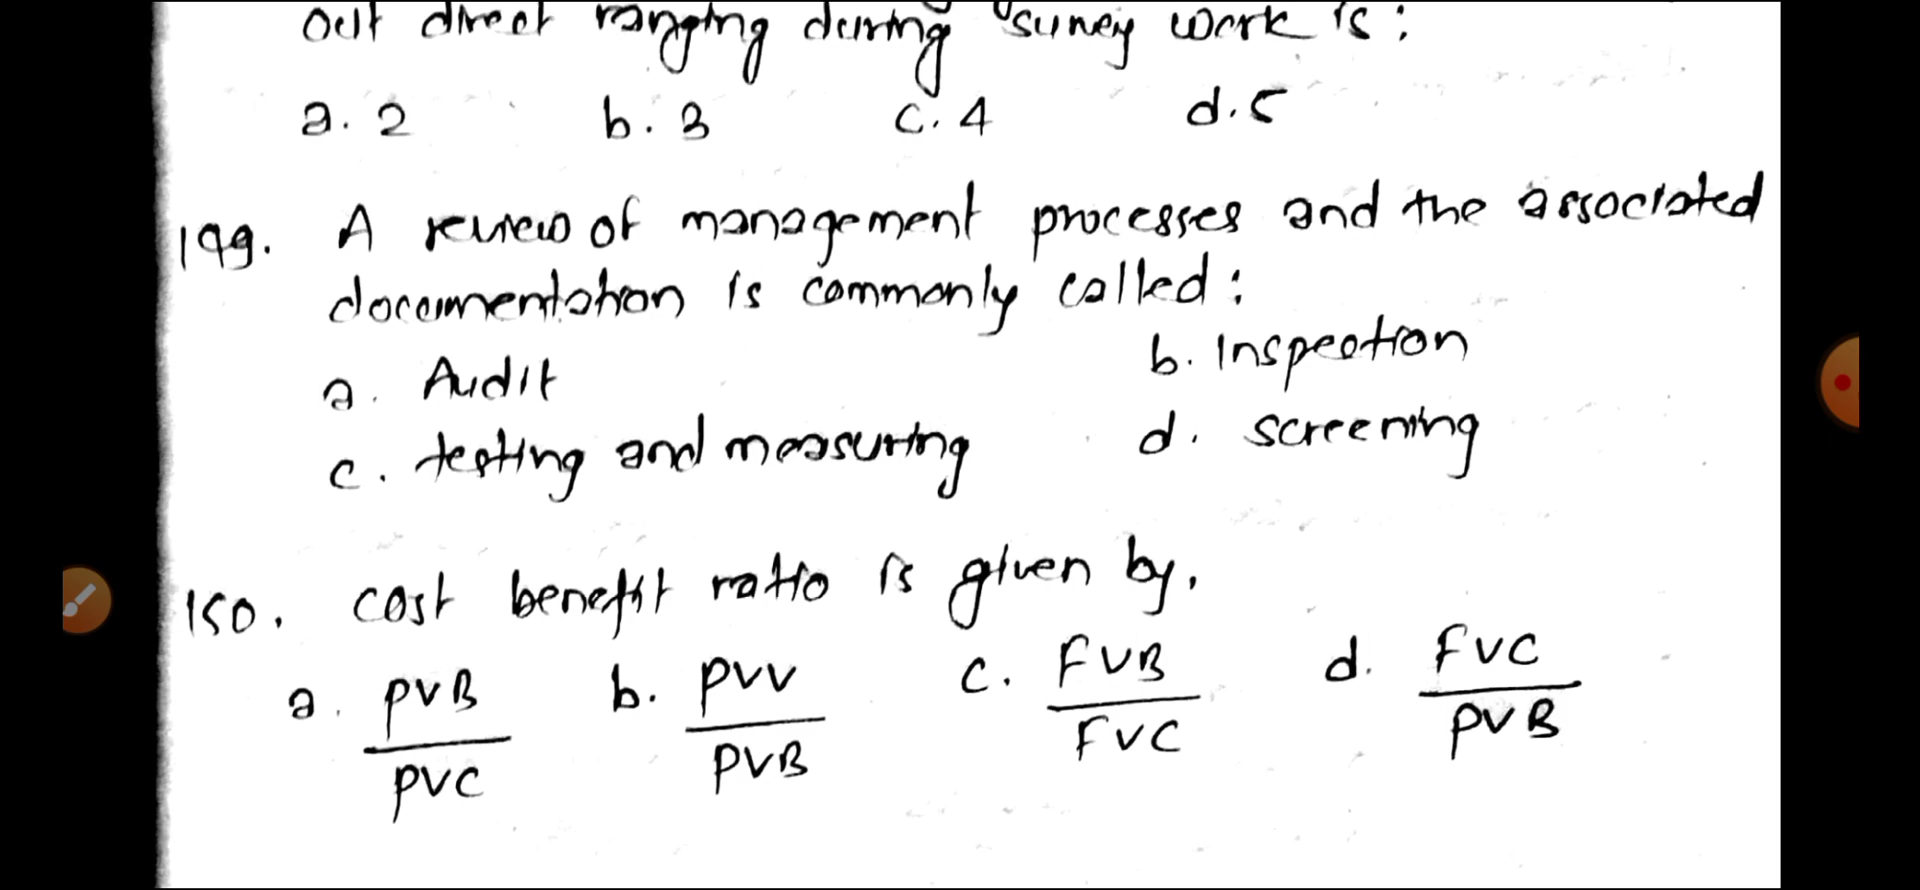 out direct ranging during survey work is:
a. 2 b. 3 c. 4 d. 5
149. A review of management processes and the associated
documentation is commonly called:
a. Audit b. Inspection
c. testing and measuring d. screening
150. cost benefit ratio is given by.
a. PVB/PVC b. PVV/PVB c. FVB/FVC d. FVC/PVB